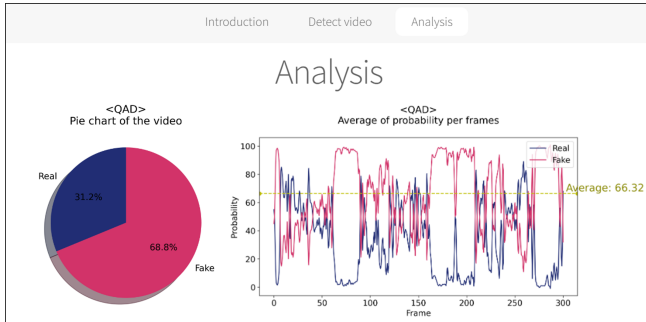 Introduction Detect video Analysis
Analysis
<QAD>
Pie chart of the video
Real
31.2%
68.8%
Fake
<QAD>
Average of probability per frames
Real
Fake
Average: 66.32
Probability
100
80
60
40
20
0
0 50 100 150 200 250 300
Frame